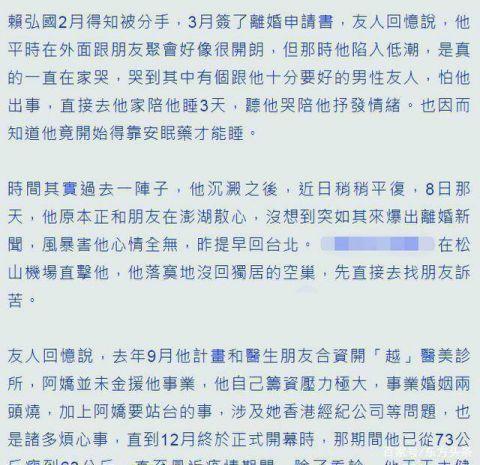 賴弘國2月得知被分手，3月簽了離婚申請書，友人回憶說，他
平時在外面跟朋友聚會好像很開朗，但那時他陷入低潮，是真
的一直在家哭，哭到其中有個跟他十分要好的男性友人，怕他
出事，直接去他家陪他睡3天，聽他哭陪他抒發情緒。也因而
知道他竟開始得靠安眠藥才能睡。
時間其實過去一陣子，他沉澱之後，近日稍稍平復，8日那
天，他原本正和朋友在澎湖散心，沒想到突如其來爆出離婚新
聞，風暴害他心情全無，昨提早回台北。 在松
山機場直擊他，他落寞地沒回獨居的空巢，先直接去找朋友訴
苦。
友人回憶說，去年9月他計畫和醫生朋友合資開「越」醫美診
所，阿嬌並未金援他事業，他自己籌資壓力極大，事業婚姻兩
頭燒，加上阿嬌要站台的事，涉及她香港經紀公司等問題，也
是諸多煩心事，直到12月終於正式開幕時，那期間他已從73公